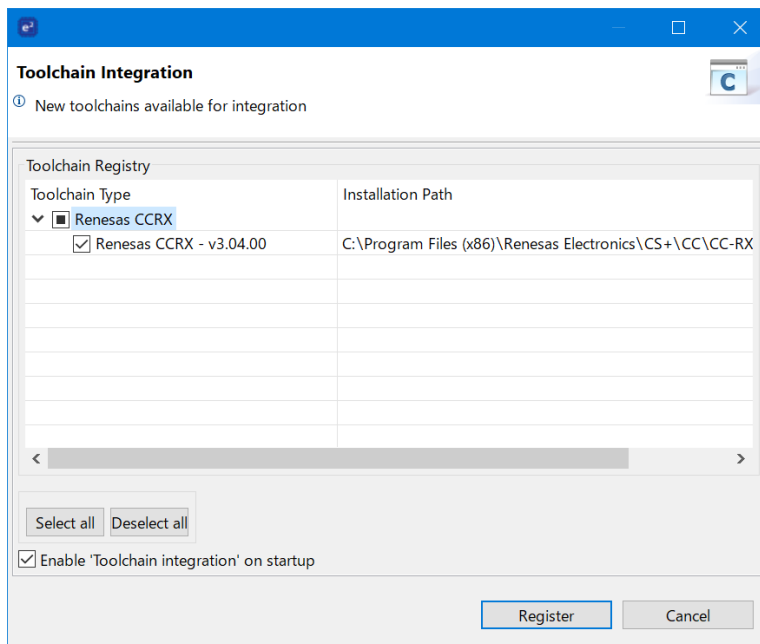 e²
Toolchain Integration
New toolchains available for integration
C
Toolchain Registry
Toolchain Type Installation Path
Renesas CCRX
Renesas CCRX - v3.04.00 C:\Program Files (x86)\Renesas Electronics\CS+\CC\CC-RX
Select all Deselect all
Enable 'Toolchain integration' on startup
Register Cancel